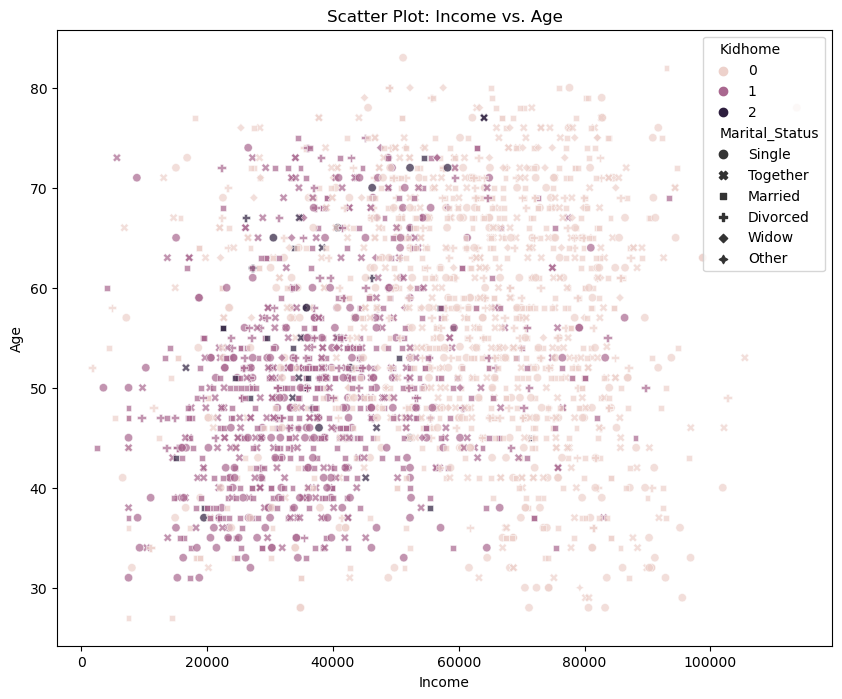 Scatter Plot: Income vs. Age
Kidhome
0
1
2
Marital_Status
Single
Together
Married
Divorced
Widow
Other
80
70
60
50
40
30
Age
0 20000 40000 60000 80000 100000
Income